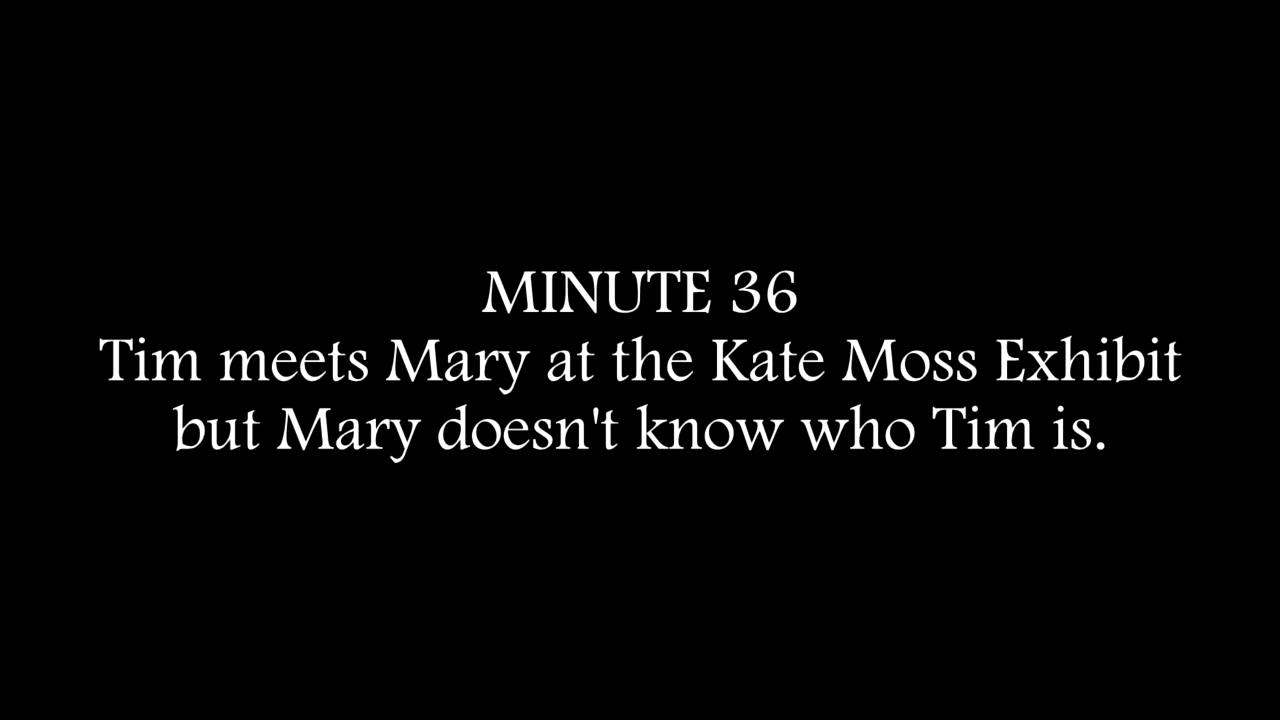 MINUTE 36
Tim meets Mary at the Kate Moss Exhibit
but Mary doesn't know who Tim is.